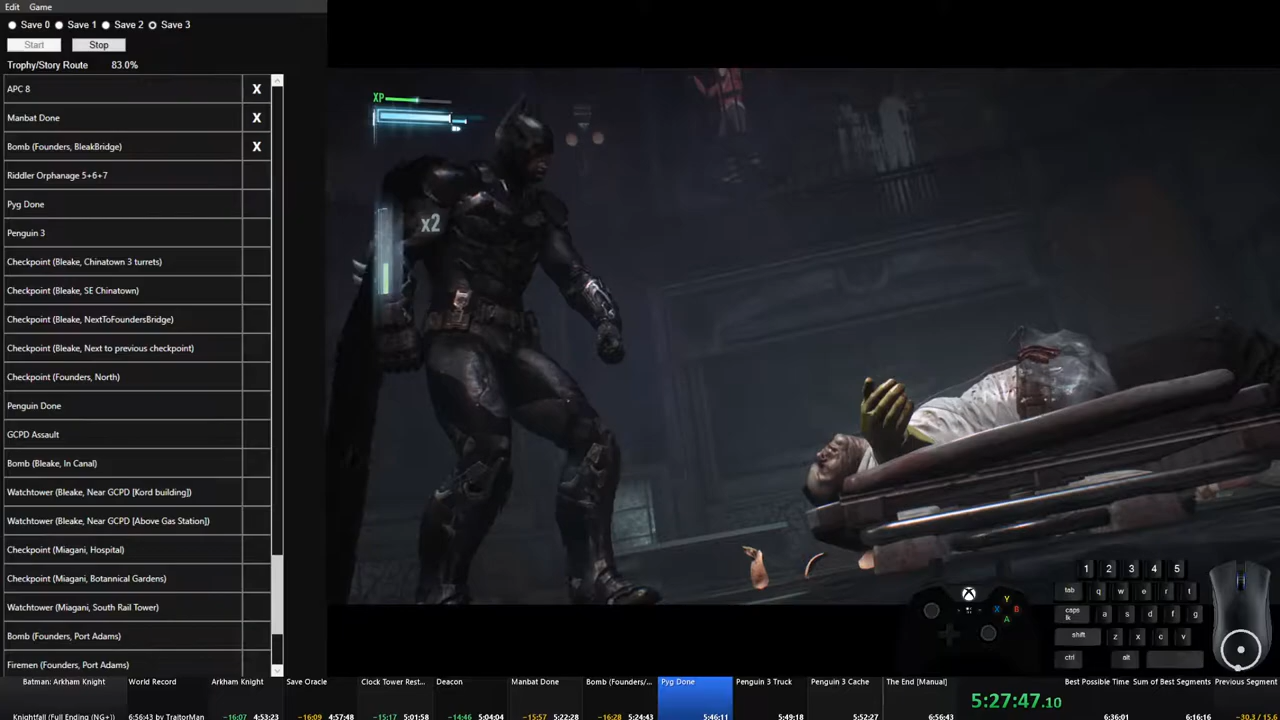 Edit Game
Save 0 Save 1 Save 2 Save 3
Start Stop
Trophy/Story Route 83.0%
APC 8 X
Manbat Done X
Bomb (Founders, BleakBridge) X
Riddler Orphanage 5+6+7
Pyg Done
Penguin 3
Checkpoint (Bleake, Chinatown 3 turrets)
Checkpoint (Bleake, SE Chinatown)
Checkpoint (Bleake, NextToFoundersBridge)
Checkpoint (Bleake, Next to previous checkpoint)
Checkpoint (Founders, North)
Penguin Done
GCPD Assault
Bomb (Bleake, In Canal)
Watchtower (Bleake, Near GCPD [Kord building])
Watchtower (Bleake, Near GCPD [Above Gas Station)
Checkpoint (Miagani, Hospital)
Checkpoint (Miagani, Botannical Gardens)
Watchtower (Miagani, South Rail Tower)
Bomb (Founders, Port Adams)
Firemen (Founders, Port Adams)
XP
x2
1 2 3 4 5
tab q w e r t
caps lk a s d f g
shift z x c v
ctrl alt
Y
X B
A
Batman: Arkham Knight World Record Arkham Knight Save Oracle Clock Tower Rest... Deacon Manbat Done Bomb (Founders/... Pyg Done Penguin 3 Truck Penguin 3 Cache The End [Manual] 5:27:47.10 Best Possible Time Sum of Best Segments Previous Segment
Knightfall (Full Ending (NG+)) 6:56:43 by TraitorMan -16:07 4:53:23 -16:09 4:57:48 -15:17 5:01:58 -14:46 5:04:04 -15:57 5:22:28 -16:28 5:24:43 5:46:11 5:49:18 5:52:27 6:56:43 6:36:01 6:16:16 -30.3 / 15.6